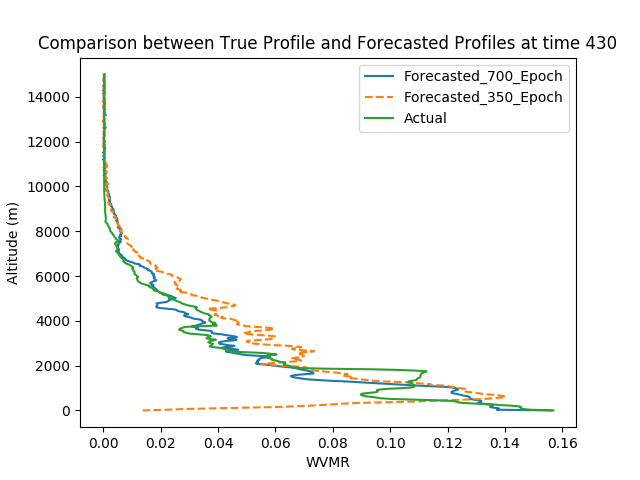 Comparison between True Profile and Forecasted Profiles at time 430
Forecasted_700_Epoch
Forecasted_350_Epoch
Actual
14000
12000
10000
8000
6000
4000
2000
0
Altitude (m)
0.00 0.02 0.04 0.06 0.08 0.10 0.12 0.14 0.16
WVMR